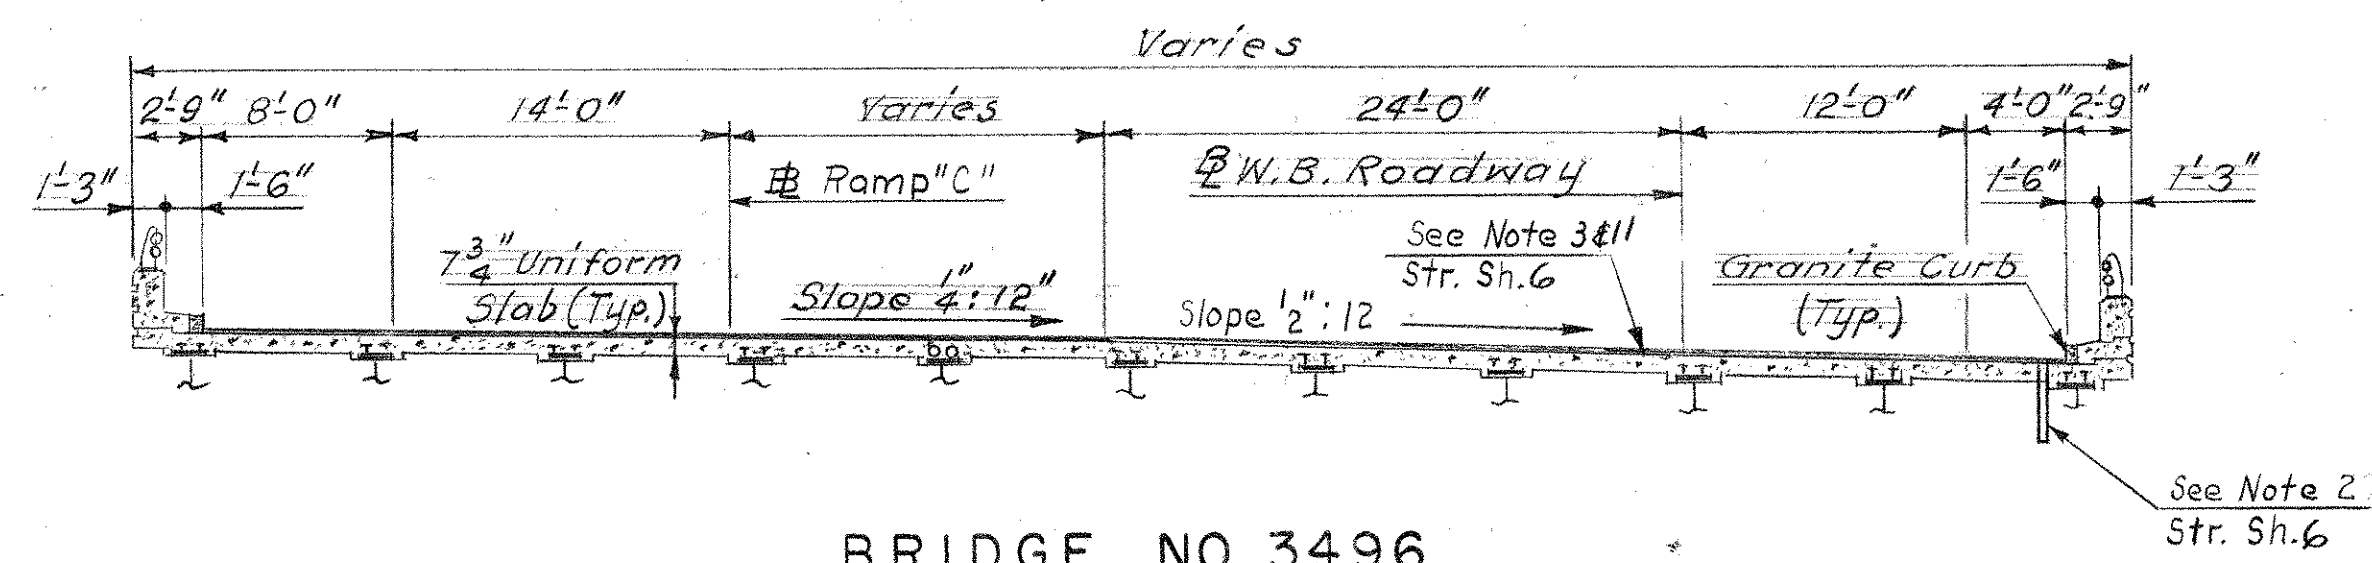 Varies
2'-9" 8'-0" 14'-0" Varies 24'-0" 12'-0" 4'-0" 2'-9"
1'-3" 1'-6" ℄ Ramp "C" ℄ W.B. Roadway 1'-6" 1'-3"
7 3/4" Uniform
Slab (Typ.)
Slope 1/4": 12"
Slope 1/2": 12
See Note 3 & 11
Str. Sh. 6
Granite Curb
(Typ.)
See Note 2
Str. Sh. 6
BRIDGE NO. 3496